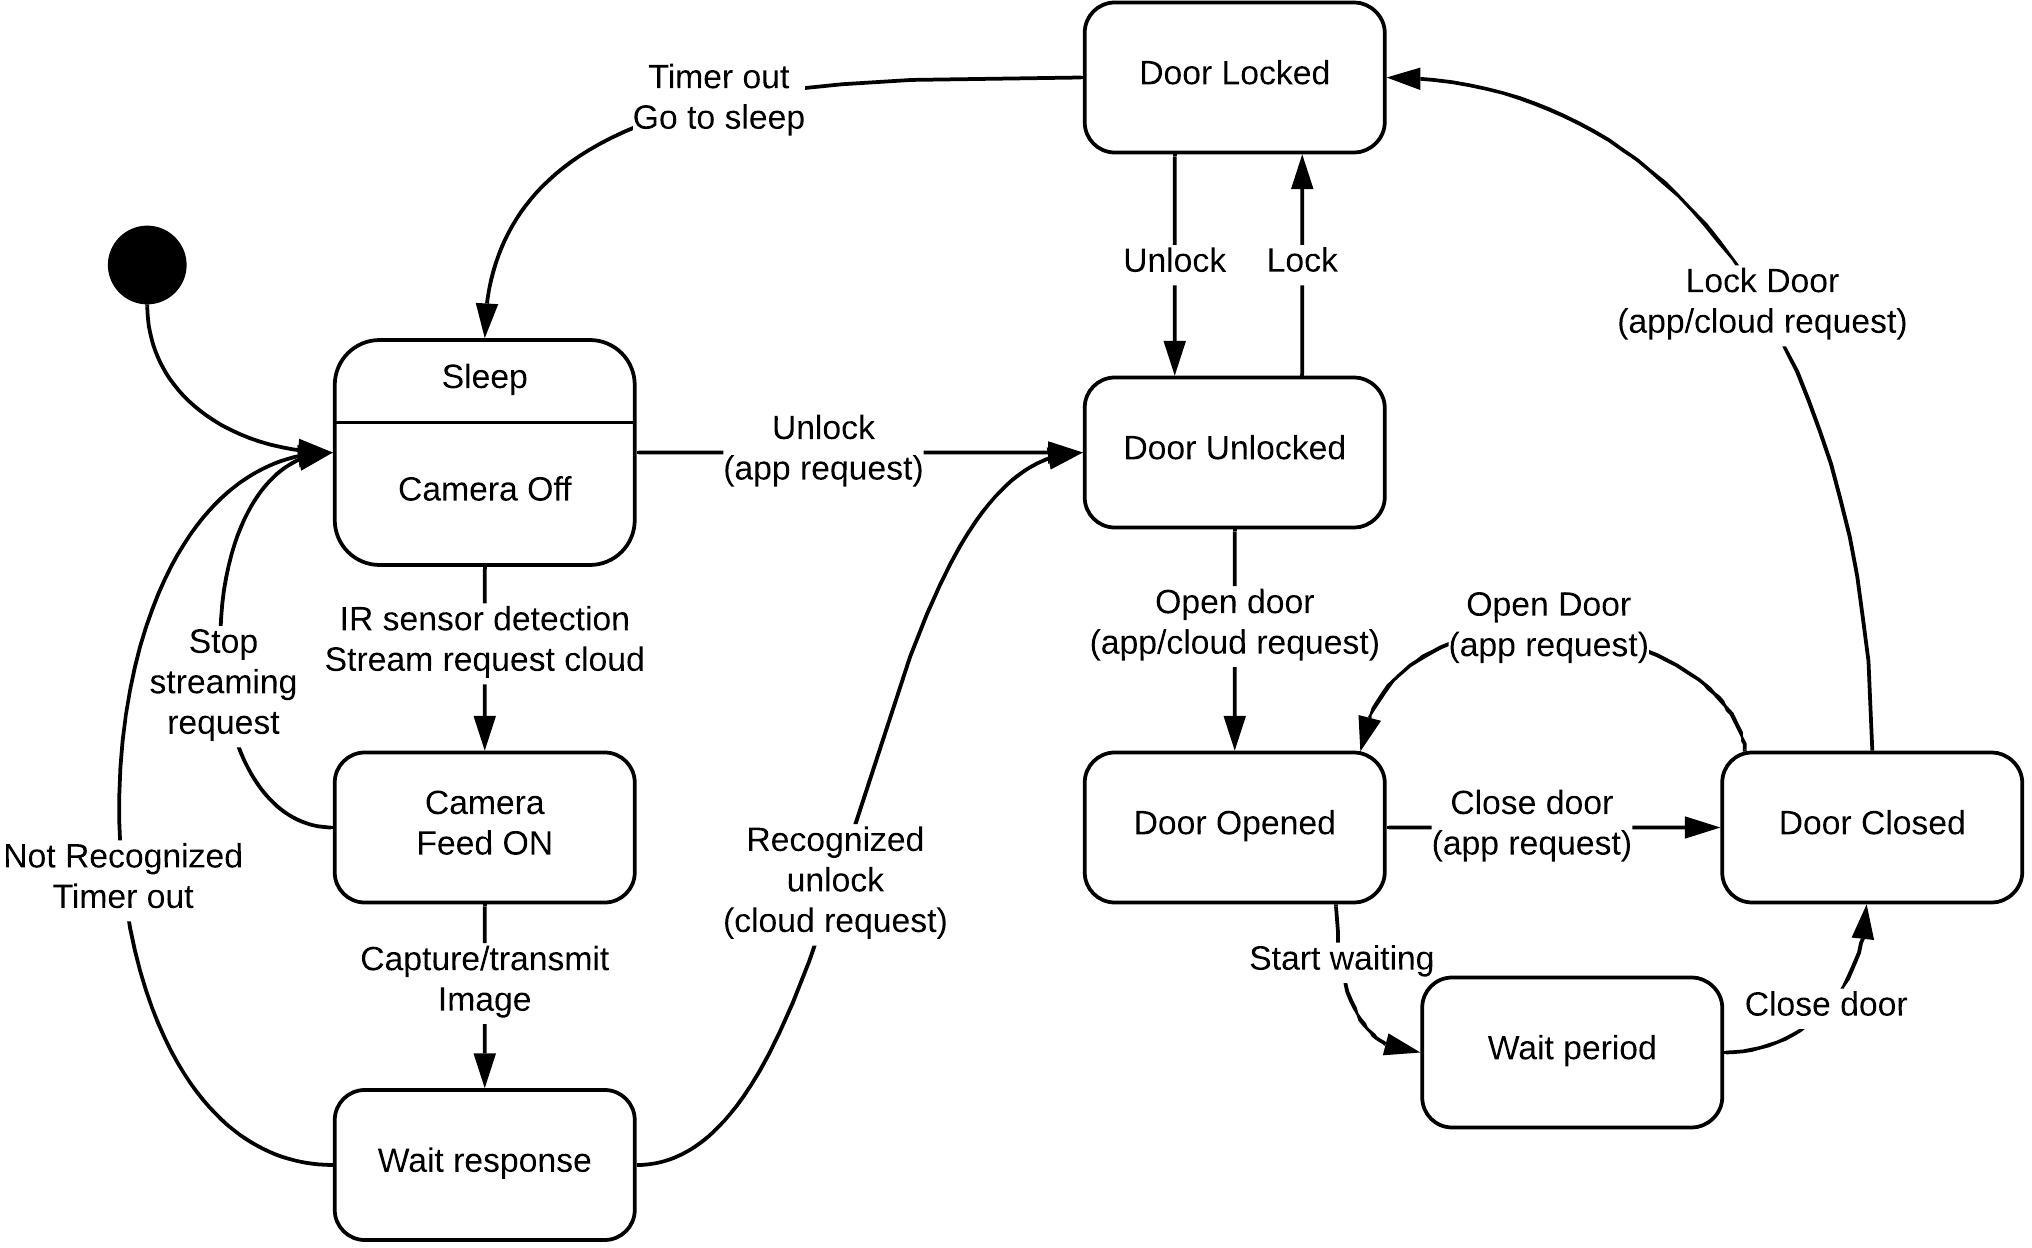 Door Locked
Timer out
Go to sleep
Unlock
Lock
Lock Door
(app/cloud request)
Sleep
Camera Off
Unlock
(app request)
Door Unlocked
IR sensor detection
Stream request cloud
Stop
streaming
request
Open door
(app/cloud request)
Open Door
(app request)
Camera
Feed ON
Door Opened
Close door
(app request)
Door Closed
Not Recognized
Timer out
Recognized
unlock
(cloud request)
Capture/transmit
Image
Start waiting
Wait period
Close door
Wait response